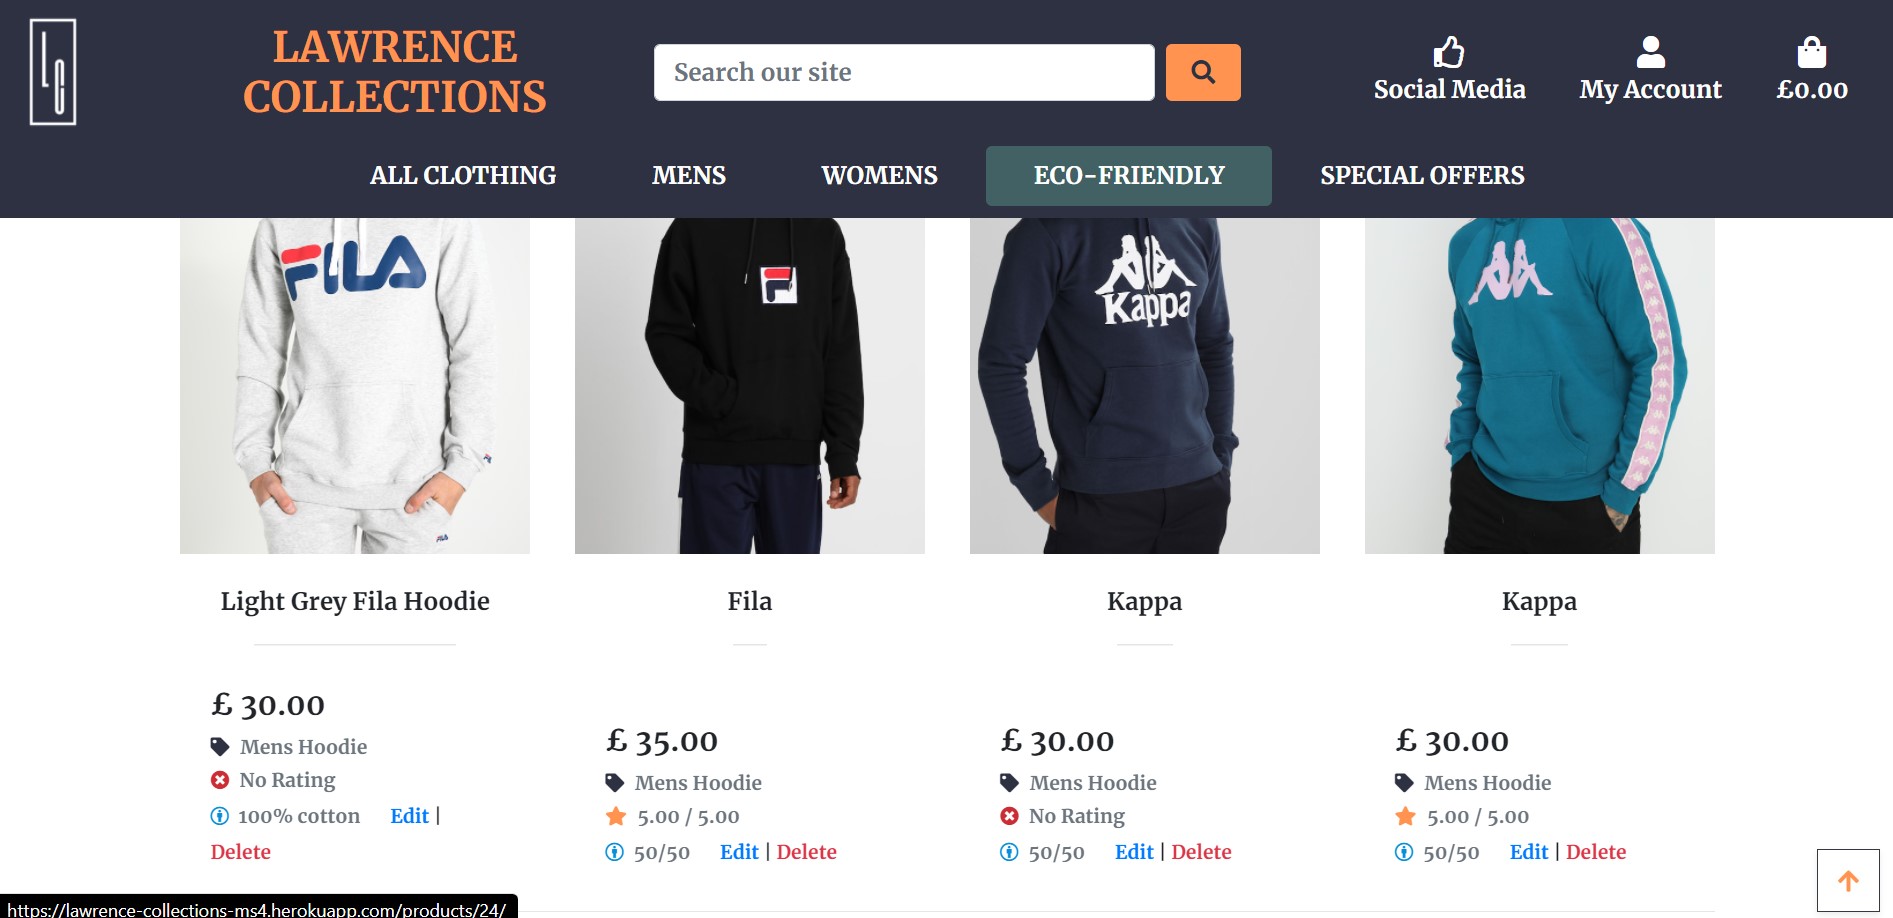 LAWRENCE
COLLECTIONS
Search our site
Social Media
My Account
£0.00
ALL CLOTHING
MENS
WOMENS
ECO-FRIENDLY
SPECIAL OFFERS
FILA
Kappa
FILA
Light Grey Fila Hoodie
Fila
Kappa
Kappa
£ 30.00
Mens Hoodie
No Rating
100% cotton Edit |
Delete
£ 35.00
Mens Hoodie
5.00 / 5.00
50/50 Edit | Delete
£ 30.00
Mens Hoodie
No Rating
50/50 Edit | Delete
£ 30.00
Mens Hoodie
5.00 / 5.00
50/50 Edit | Delete
https://lawrence-collections-ms4.herokuapp.com/products/24/